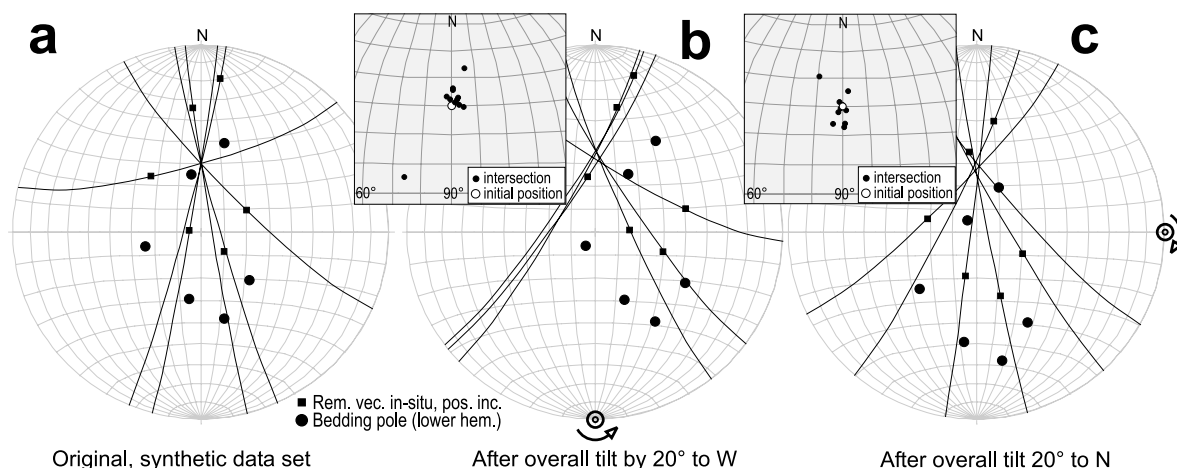 a
N
N
intersection
initial position
60°
90°
N
b
N
intersection
initial position
60°
90°
N
c
Rem. vec. in-situ, pos. inc.
Bedding pole (lower hem.)
Original, synthetic data set
After overall tilt by 20° to W
After overall tilt 20° to N